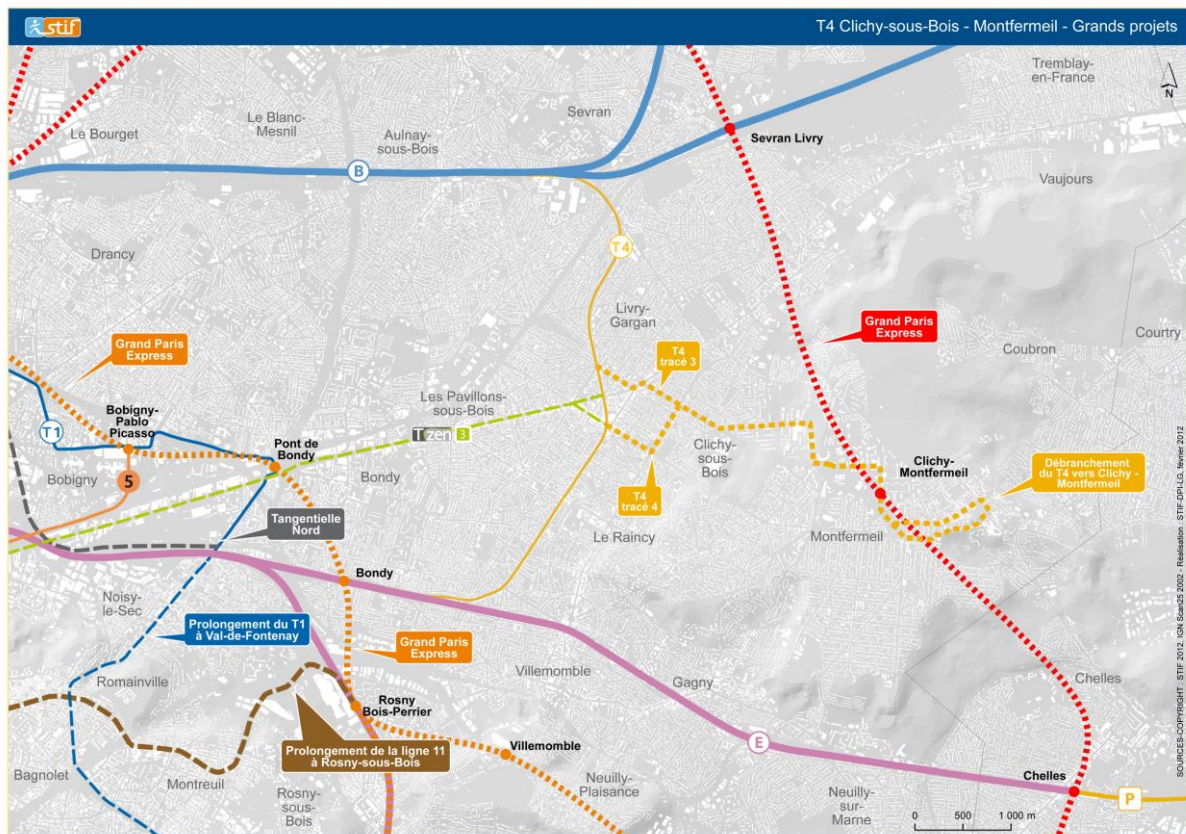 stif
T4 Clichy-sous-Bois - Montfermeil - Grands projets
Tremblay-
en-France
N
Le Bourget
Le Blanc-
Mesnil
Aulnay-
sous-Bois
Sevran
Sevran Livry
B
Vaujours
Drancy
T4
Livry-
Gargan
Grand Paris
Express
Courtry
Coubron
Grand Paris
Express
T4
tracé 3
Les Pavillons-
sous-Bois
Bobigny-
Pablo
Picasso
T1
Pont de
Bondy
T zen 3
Clichy-
sous-
Bois
Clichy-
Montfermeil
Débranchement
du T4 vers Clichy -
Montfermeil
Bobigny
5
Bondy
T4
tracé 4
Tangentielle
Nord
Le Raincy
Montfermeil
Bondy
Noisy-
le-Sec
Prolongement du T1
à Val-de-Fontenay
Grand Paris
Express
Romainville
Villemomble
Gagny
Chelles
Rosny
Bois-Perrier
Prolongement de la ligne 11
à Rosny-sous-Bois
Villemomble
E
Bagnolet
Montreuil
Rosny-
sous-
Bois
Neuilly-
Plaisance
Neuilly-
sur-
Marne
Chelles
P
0 500 1 000 m
SOURCES-COPYRIGHT : STIF 2012, IGN Scan25 2002 - Réalisation : STIF-DPI-LG, février 2012